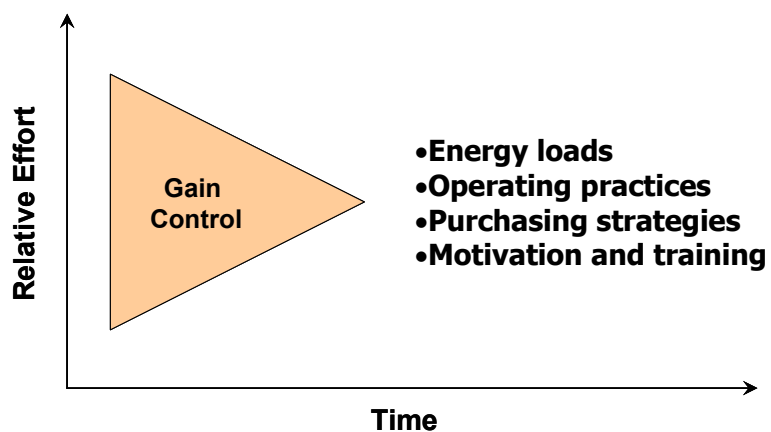 Relative Effort
Gain
Control
•Energy loads
•Operating practices
•Purchasing strategies
•Motivation and training
Time